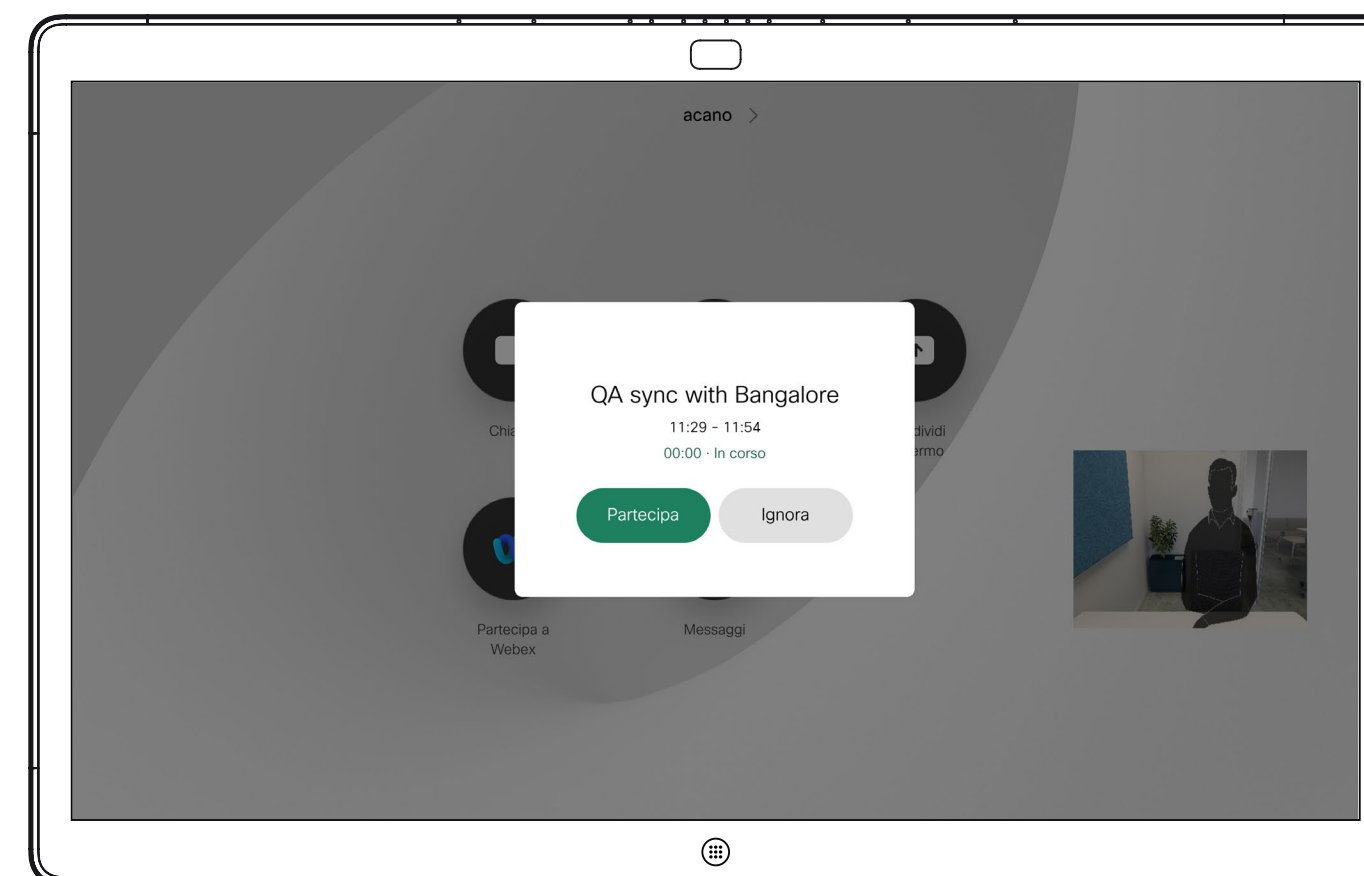 acano
QA sync with Bangalore
11:29 - 11:54
00:00 · In corso
Partecipa
Ignora
Partecipa a
Webex
Messaggi